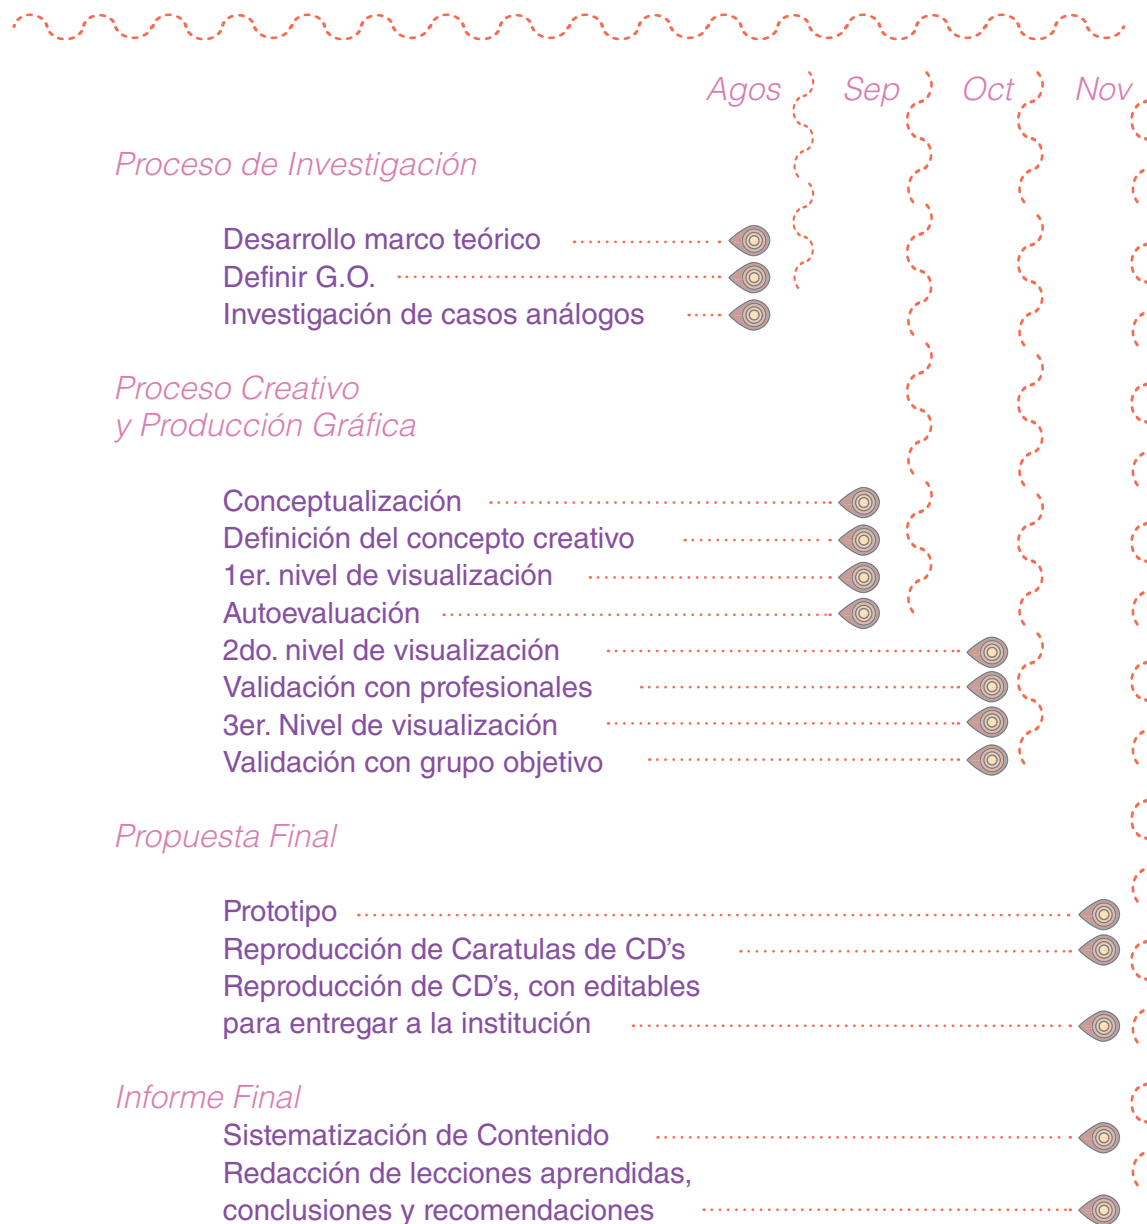 Agos Sep Oct Nov
Proceso de Investigación
Desarrollo marco teórico
Definir G.O.
Investigación de casos análogos
Proceso Creativo
y Producción Gráfica
Conceptualización
Definición del concepto creativo
1er. nivel de visualización
Autoevaluación
2do. nivel de visualización
Validación con profesionales
3er. Nivel de visualización
Validación con grupo objetivo
Propuesta Final
Prototipo
Reproducción de Caratulas de CD’s
Reproducción de CD’s, con editables
para entregar a la institución
Informe Final
Sistematización de Contenido
Redacción de lecciones aprendidas,
conclusiones y recomendaciones